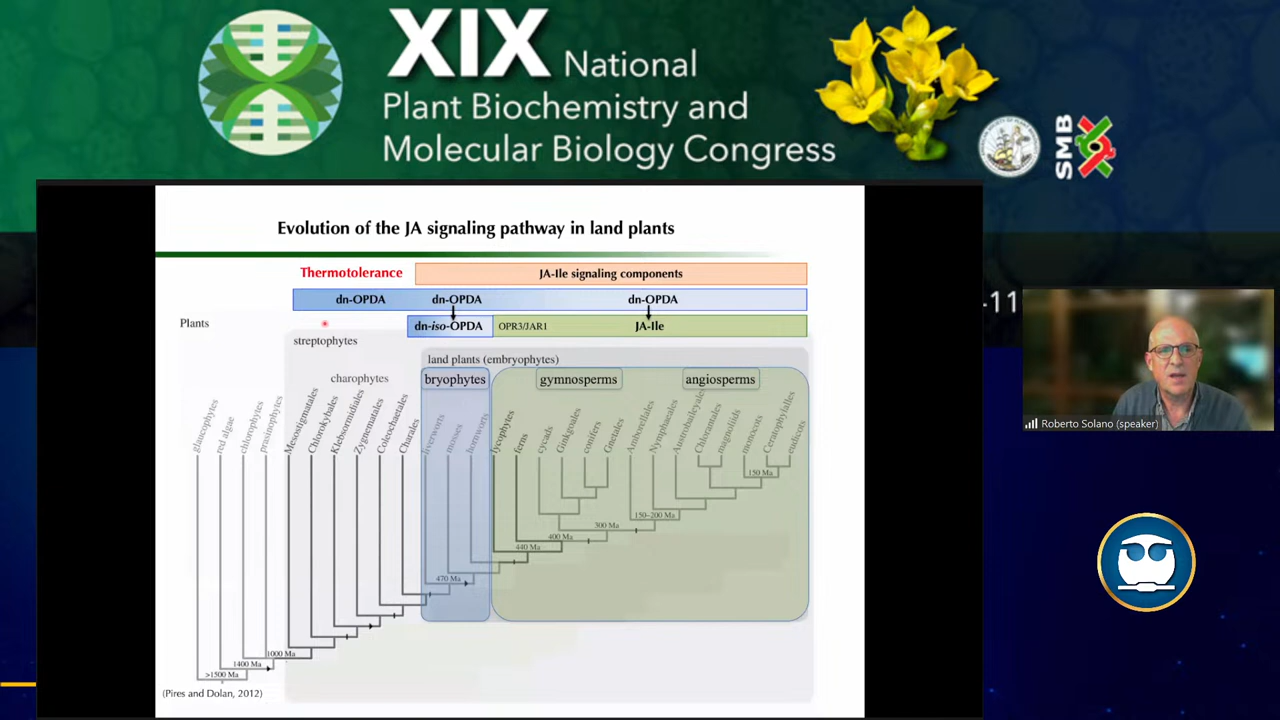 XIX National
Plant Biochemistry and
Molecular Biology Congress
SMB
Evolution of the JA signaling pathway in land plants
Thermotolerance
JA-Ile signaling components
dn-OPDA
dn-OPDA
dn-OPDA
Plants
dn-iso-OPDA
OPR3/JAR1
JA-Ile
streptophytes
land plants (embryophytes)
charophytes
bryophytes
gymnosperms
angiosperms
glaucophytes
red algae
chlorophytes
prasinophytes
Mesostigmatales
Chlorokybales
Klebsormidiales
Zygnematales
Coleochaetales
Charales
liverworts
mosses
hornworts
lycophytes
ferns
cycads
Ginkgoales
conifers
Gnetales
Amborellales
Nymphaeales
Austrobaileyales
Chlorantales
magnoliids
monocots
Ceratophylalles
eudicots
150 Ma
150–200 Ma
300 Ma
400 Ma
440 Ma
470 Ma
1000 Ma
1400 Ma
>1500 Ma
(Pires and Dolan, 2012)
-11
Roberto Solano (speaker)